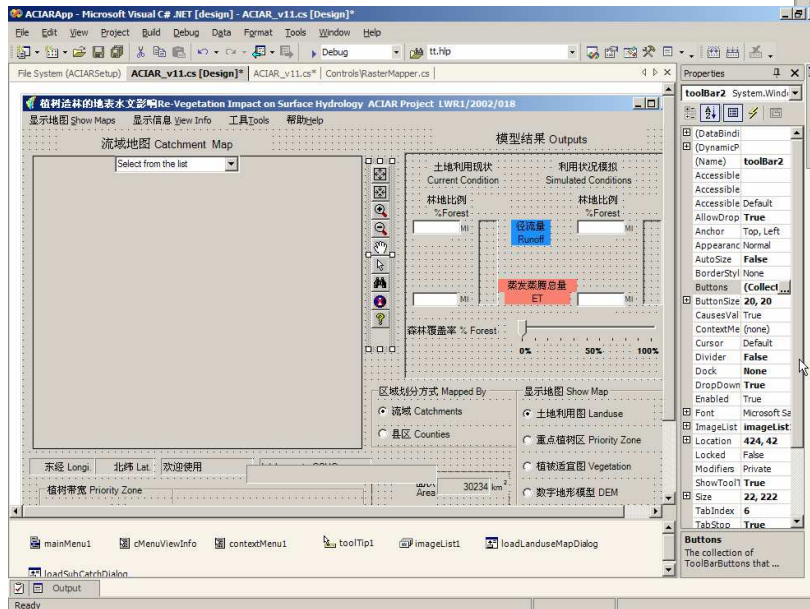 ACIARApp - Microsoft Visual C# .NET [design] - ACIAR_v11.cs [Design]*
File Edit View Project Build Debug Data Format Tools Window Help
Debug tt.hlp
File System (ACIARSetup) ACIAR_v11.cs [Design]* ACIAR_v11.cs* Controls\RasterMapper.cs
植树造林的地表水文影响Re-Vegetation Impact on Surface Hydrology ACIAR Project LWR1/2002/018
显示地图 Show Maps 显示信息 View Info 工具Tools 帮助Help
流域地图 Catchment Map
Select from the list
模型结果 Outputs
土地利用现状 利用状况模拟
Current Condition Simulated Conditions
林地比例 林地比例
%Forest %Forest
Ml 径流量 Ml
Runoff
蒸发蒸腾总量
Ml ET Ml
森林覆盖率 % Forest
0% 50% 100%
区域划分方式 Mapped By
流域 Catchments
县区 Counties
显示地图 Show Map
土地利用图 Landuse
重点植树区 Priority Zone
植被适宜图 Vegetation
数字地形模型 DEM
东经 Longi. 北纬 Lat. 欢迎使用
植树带宽 Priority Zone
Area 30234 km²
mainMenu1 cMenuViewInfo contextMenu1 toolTip1 imageList1 loadLanduseMapDialog
loadSubCatchDialog
Output
Ready
Properties
toolBar2 System.Wind
(DataBindi
(DynamicP
(Name) toolBar2
Accessible
Accessible
Accessible Default
AllowDrop True
Anchor Top, Left
Appearanc Normal
AutoSize False
BorderStyl None
Buttons (Collect ...
ButtonSize 20, 20
CausesVal True
ContextMe (none)
Cursor Default
Divider False
Dock None
DropDown True
Enabled True
Font Microsoft Sa
ImageList imageList
Location 424, 42
Locked False
Modifiers Private
ShowToolT True
Size 22, 222
TabIndex 6
TabStop True
Buttons
The collection of
ToolBarButtons that ...